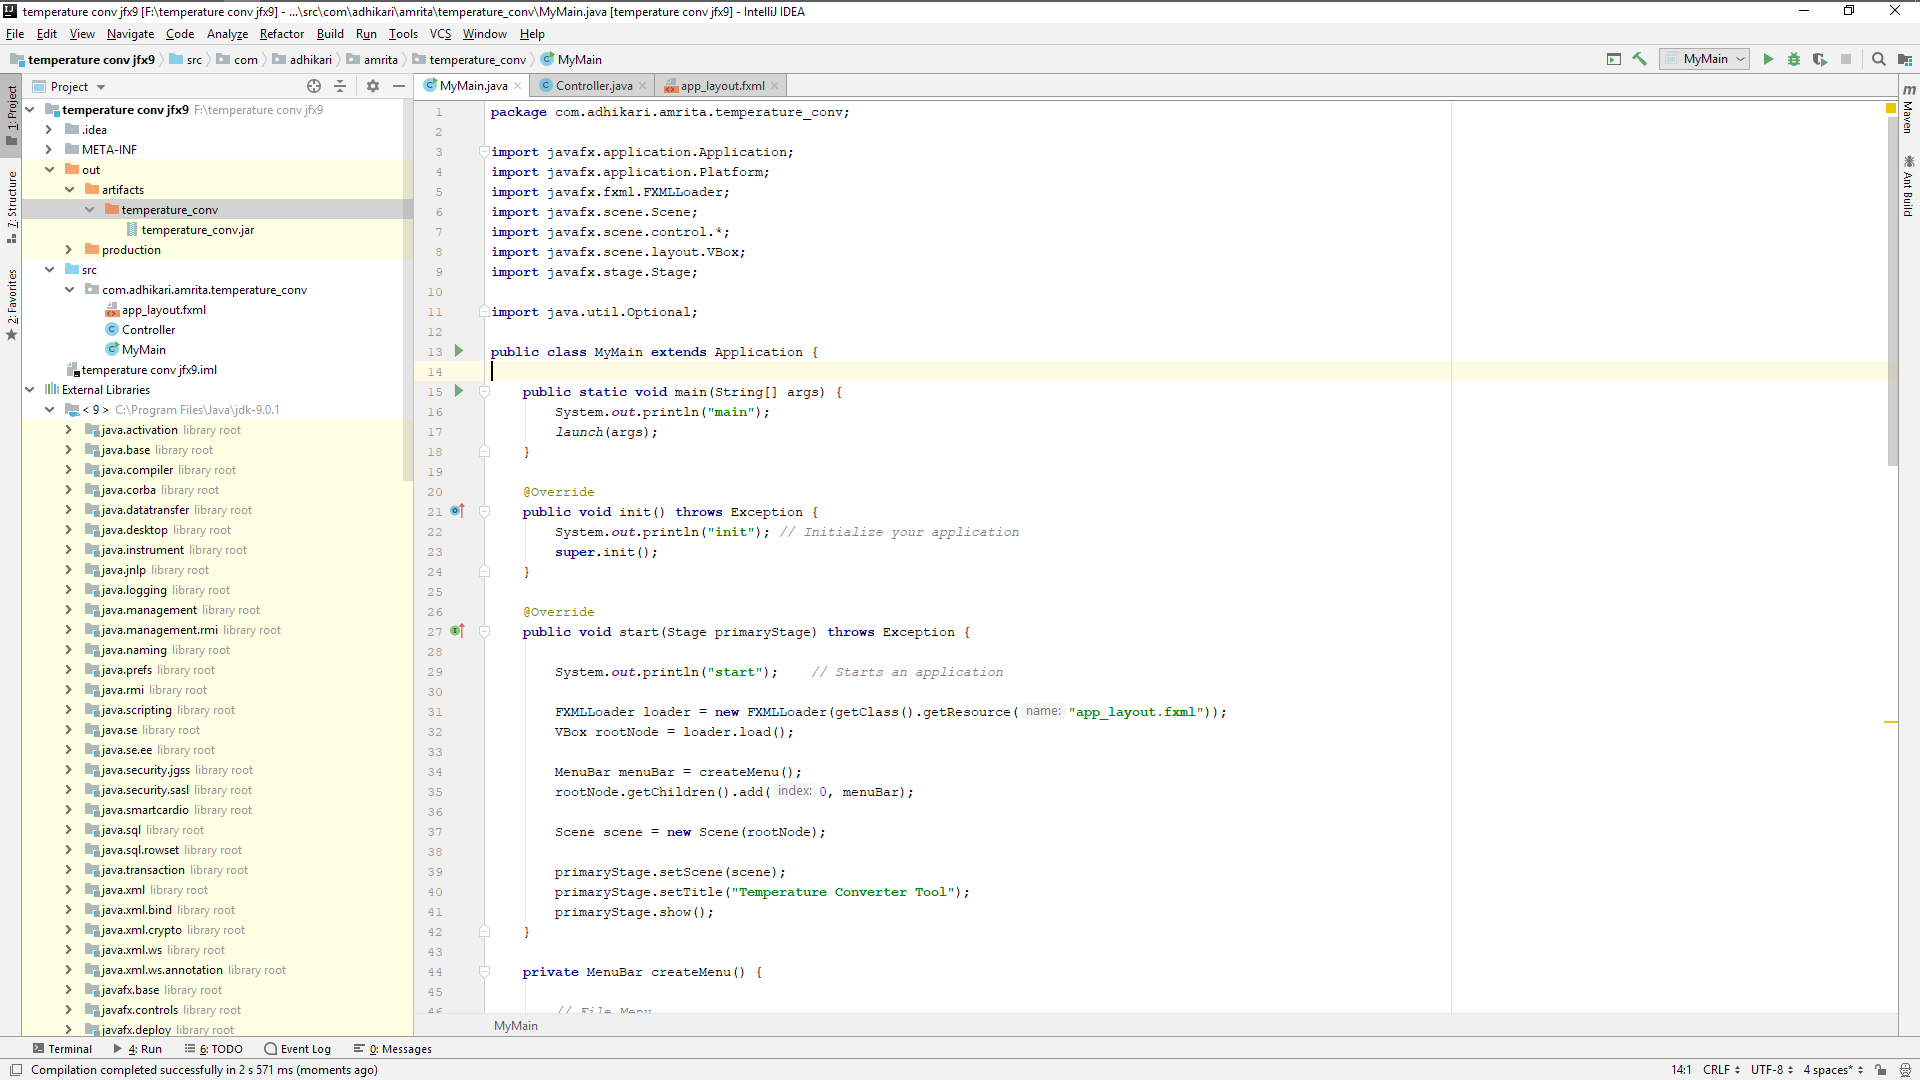 temperature conv jfx9 [F:\temperature conv jfx9] - ...\src\com\adhikari\amrita\temperature_conv\MyMain.java [temperature conv jfx9] - IntelliJ IDEA
File Edit View Navigate Code Analyze Refactor Build Run Tools VCS Window Help
temperature conv jfx9 src com adhikari amrita temperature_conv MyMain
MyMain
Project
MyMain.java Controller.java app_layout.fxml
1: Project
7: Structure
2: Favorites
temperature conv jfx9 F:\temperature conv jfx9
.idea
META-INF
out
artifacts
temperature_conv
temperature_conv.jar
production
src
com.adhikari.amrita.temperature_conv
app_layout.fxml
Controller
MyMain
temperature conv jfx9.iml
External Libraries
< 9 > C:\Program Files\Java\jdk-9.0.1
java.activation library root
java.base library root
java.compiler library root
java.corba library root
java.datatransfer library root
java.desktop library root
java.instrument library root
java.jnlp library root
java.logging library root
java.management library root
java.management.rmi library root
java.naming library root
java.prefs library root
java.rmi library root
java.scripting library root
java.se library root
java.se.ee library root
java.security.jgss library root
java.security.sasl library root
java.smartcardio library root
java.sql library root
java.sql.rowset library root
java.transaction library root
java.xml library root
java.xml.bind library root
java.xml.crypto library root
java.xml.ws library root
java.xml.ws.annotation library root
javafx.base library root
javafx.controls library root
javafx.deploy library root
1 package com.adhikari.amrita.temperature_conv;
2
3 import javafx.application.Application;
4 import javafx.application.Platform;
5 import javafx.fxml.FXMLLoader;
6 import javafx.scene.Scene;
7 import javafx.scene.control.*;
8 import javafx.scene.layout.VBox;
9 import javafx.stage.Stage;
10
11 import java.util.Optional;
12
13 public class MyMain extends Application {
14
15 public static void main(String[] args) {
16 System.out.println("main");
17 launch(args);
18 }
19
20 @Override
21 public void init() throws Exception {
22 System.out.println("init"); // Initialize your application
23 super.init();
24 }
25
26 @Override
27 public void start(Stage primaryStage) throws Exception {
28
29 System.out.println("start"); // Starts an application
30
31 FXMLLoader loader = new FXMLLoader(getClass().getResource( name: "app_layout.fxml"));
32 VBox rootNode = loader.load();
33
34 MenuBar menuBar = createMenu();
35 rootNode.getChildren().add( index: 0, menuBar);
36
37 Scene scene = new Scene(rootNode);
38
39 primaryStage.setScene(scene);
40 primaryStage.setTitle("Temperature Converter Tool");
41 primaryStage.show();
42 }
43
44 private MenuBar createMenu() {
45
46 // File Menu
MyMain
m Maven
Ant Build
Terminal 4: Run 6: TODO Event Log 0: Messages
Compilation completed successfully in 2 s 571 ms (moments ago) 14:1 CRLF UTF-8 4 spaces*